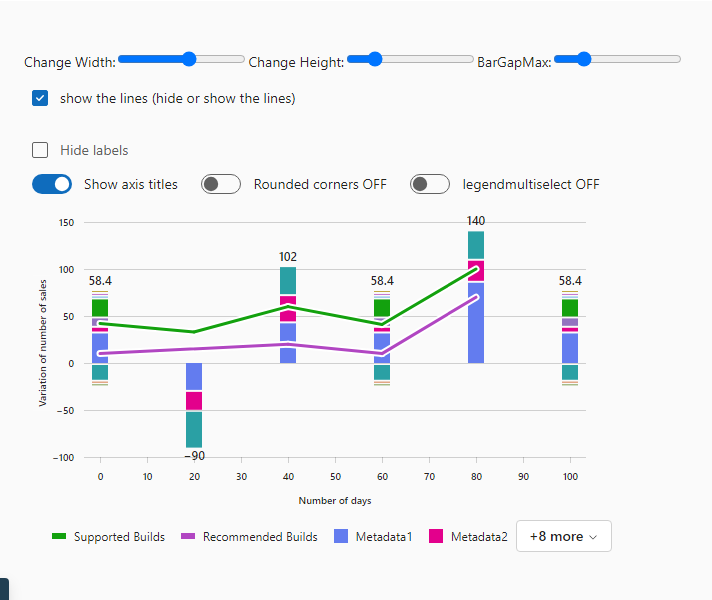 Change Width: Change Height: BarGapMax:
show the lines (hide or show the lines)
Hide labels
Show axis titles Rounded corners OFF legendmultiselect OFF
150
100
50
0
−50
−100
Variation of number of sales
58.4
−90
102
58.4
140
58.4
0 10 20 30 40 50 60 70 80 90 100
Number of days
Supported Builds Recommended Builds Metadata1 Metadata2 +8 more